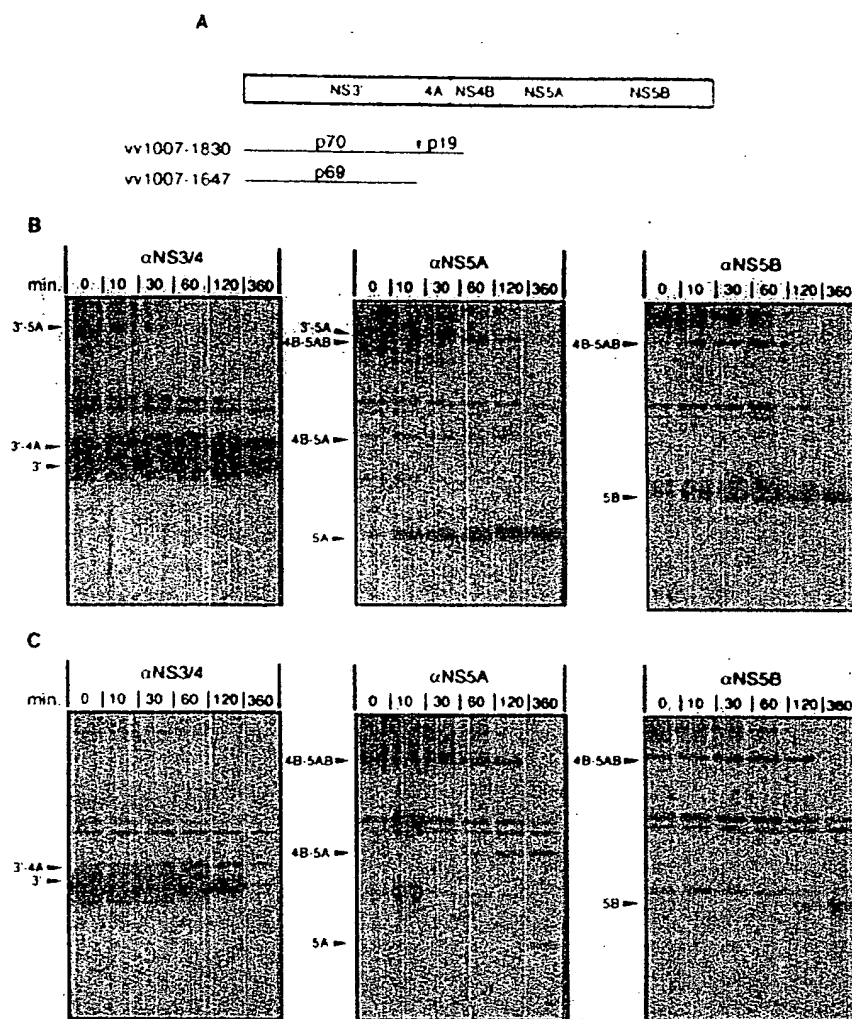 A
NS3' 4A NS4B NS5A NS5B
vv1007-1830 p70 p19
vv1007-1647 p69
B
αNS3/4 αNS5A αNS5B
min. 0 | 10 | 30 | 60 | 120 | 360 0 | 10 | 30 | 60 | 120 | 360 0 | 10 | 30 | 60 | 120 | 360
3'-5A
3'-4A
3'
3'-5A
4B-5AB
4B-5A
5A
4B-5AB
5B
C
αNS3/4 αNS5A αNS5B
min. 0 | 10 | 30 | 60 | 120 | 360 0 | 10 | 30 | 60 | 120 | 360 0 | 10 | 30 | 60 | 120 | 360
3'-4A
3'
4B-5AB
4B-5A
5A
4B-5AB
5B